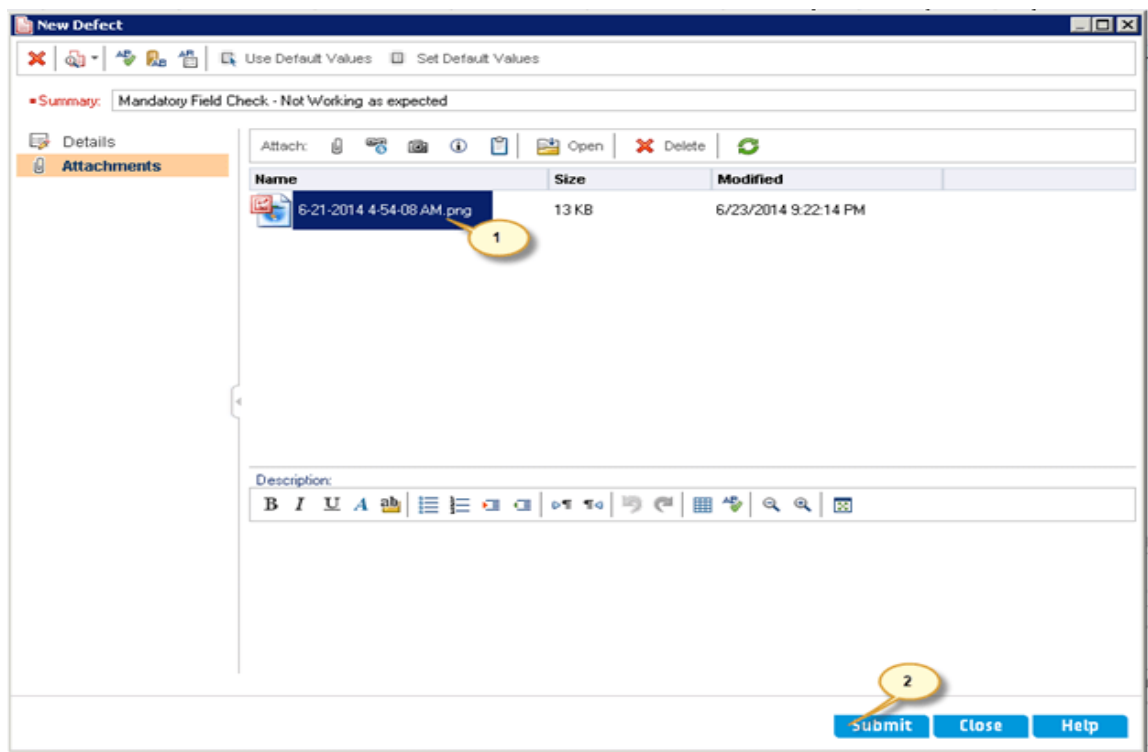 New Defect
Use Default Values Set Default Values
Summary: Mandatory Field Check - Not Working as expected
Details
Attachments
Attach: Open Delete
Name Size Modified
6-21-2014 4-54-08 AM.png 13 KB 6/23/2014 9:22:14 PM
1
Description:
B I U A ab
2
Submit Close Help